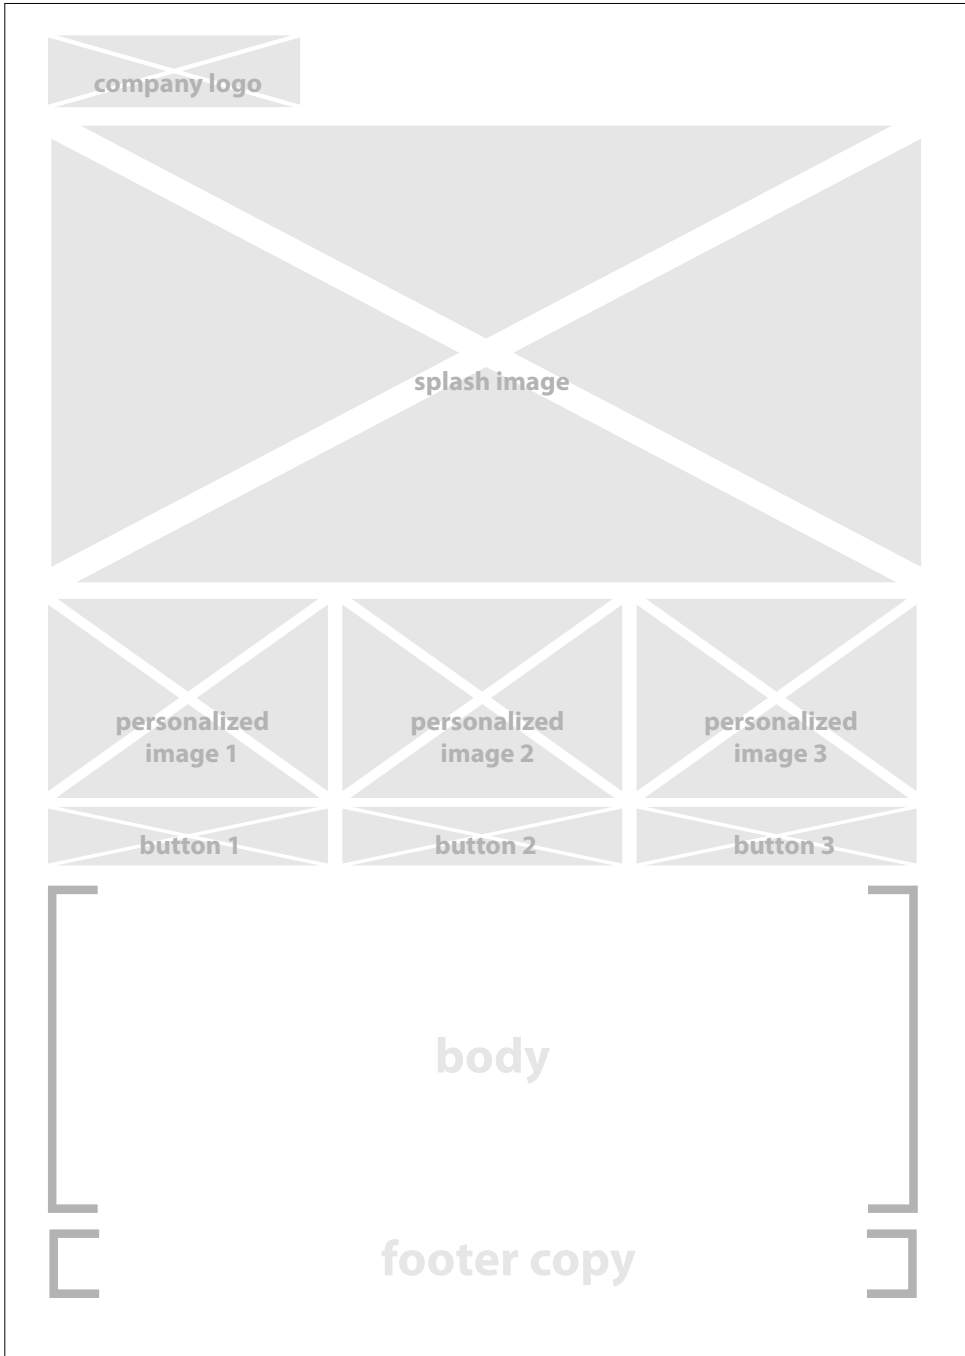 company logo
splash image
personalized
image 1
personalized
image 2
personalized
image 3
button 1
button 2
button 3
body
footer copy